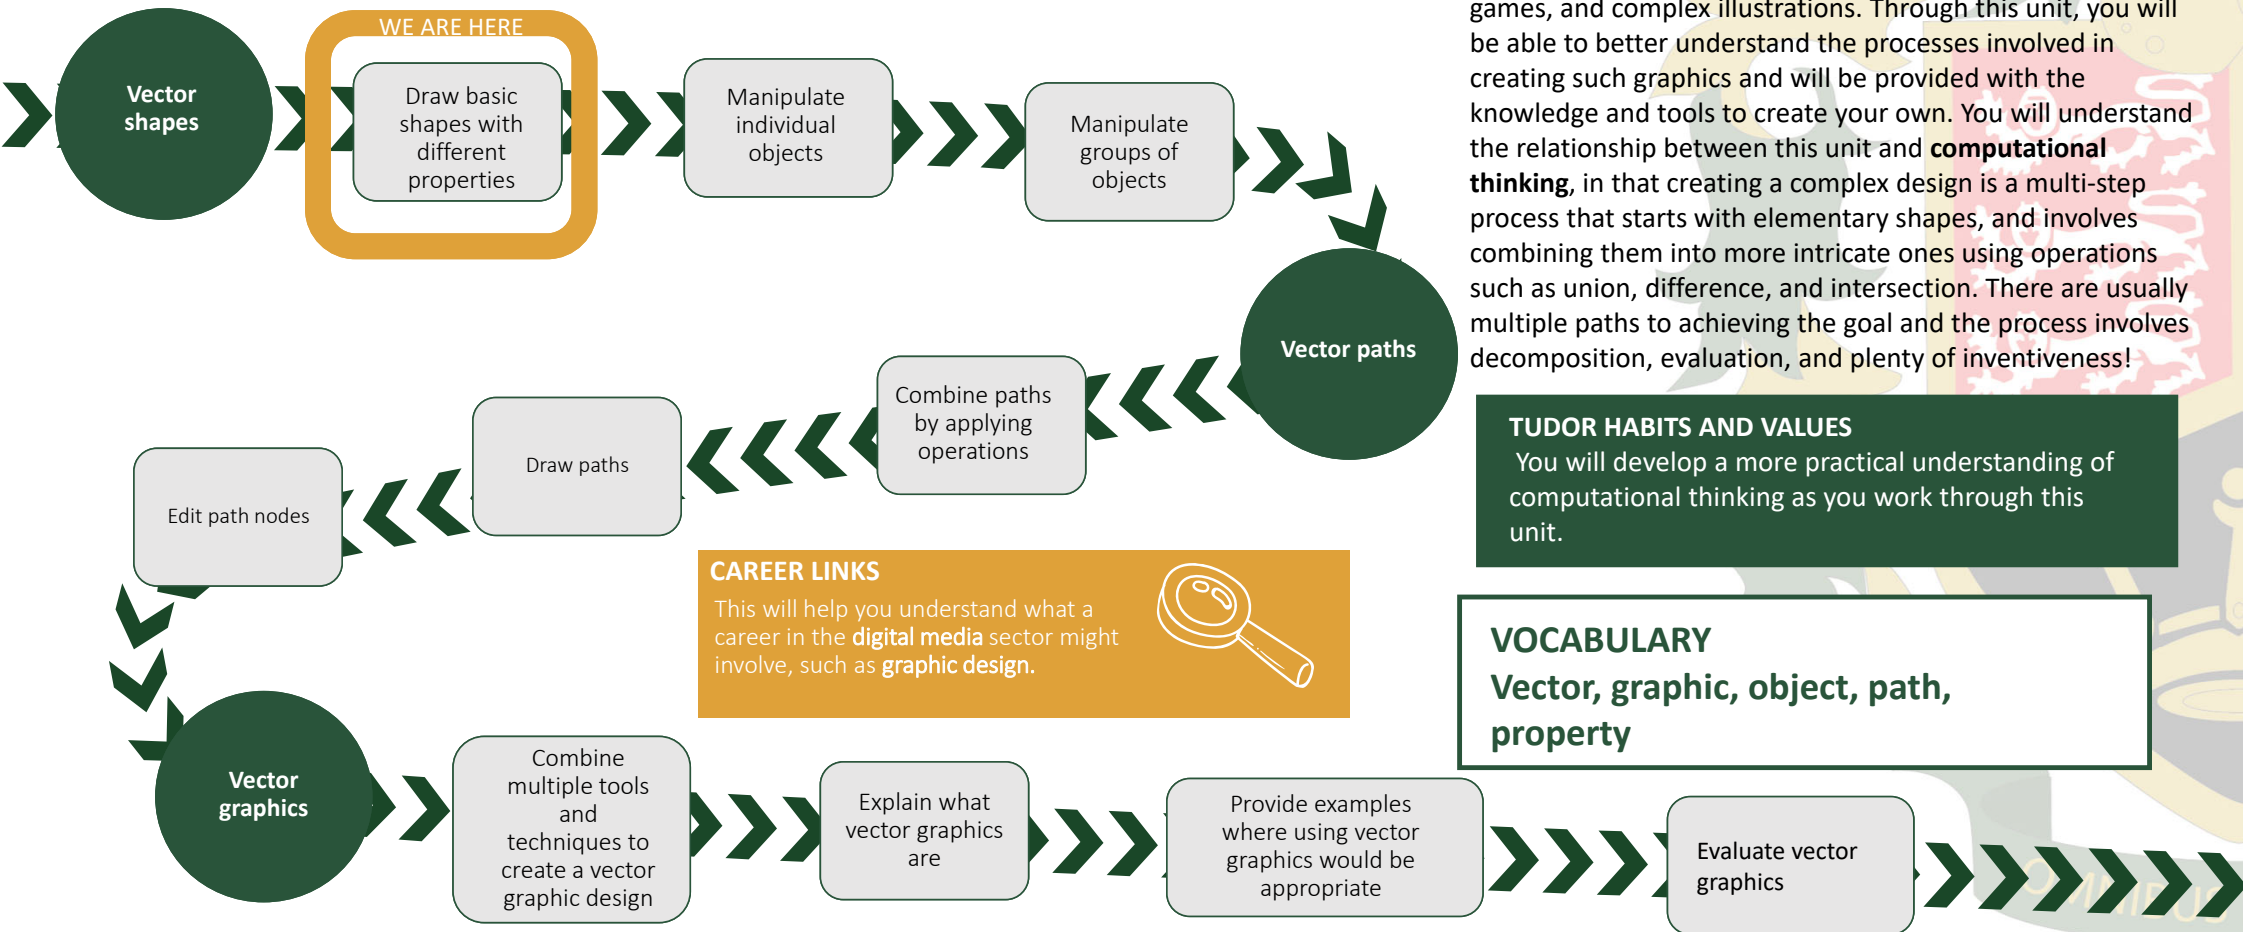 WE ARE HERE
Vector
shapes
Draw basic
shapes with
different
properties
Manipulate
individual
objects
Manipulate
groups of
objects
Vector paths
Combine paths
by applying
operations
Draw paths
Edit path nodes
Vector
graphics
Combine
multiple tools
and
techniques to
create a vector
graphic design
Explain what
vector graphics
are
Provide examples
where using vector
graphics would be
appropriate
Evaluate vector
graphics
CAREER LINKS
This will help you understand what a
career in the digital media sector might
involve, such as graphic design.
games, and complex illustrations. Through this unit, you will
be able to better understand the processes involved in
creating such graphics and will be provided with the
knowledge and tools to create your own. You will understand
the relationship between this unit and computational
thinking, in that creating a complex design is a multi-step
process that starts with elementary shapes, and involves
combining them into more intricate ones using operations
such as union, difference, and intersection. There are usually
multiple paths to achieving the goal and the process involves
decomposition, evaluation, and plenty of inventiveness!
TUDOR HABITS AND VALUES
You will develop a more practical understanding of
computational thinking as you work through this
unit.
VOCABULARY
Vector, graphic, object, path,
property
OMNIBUS